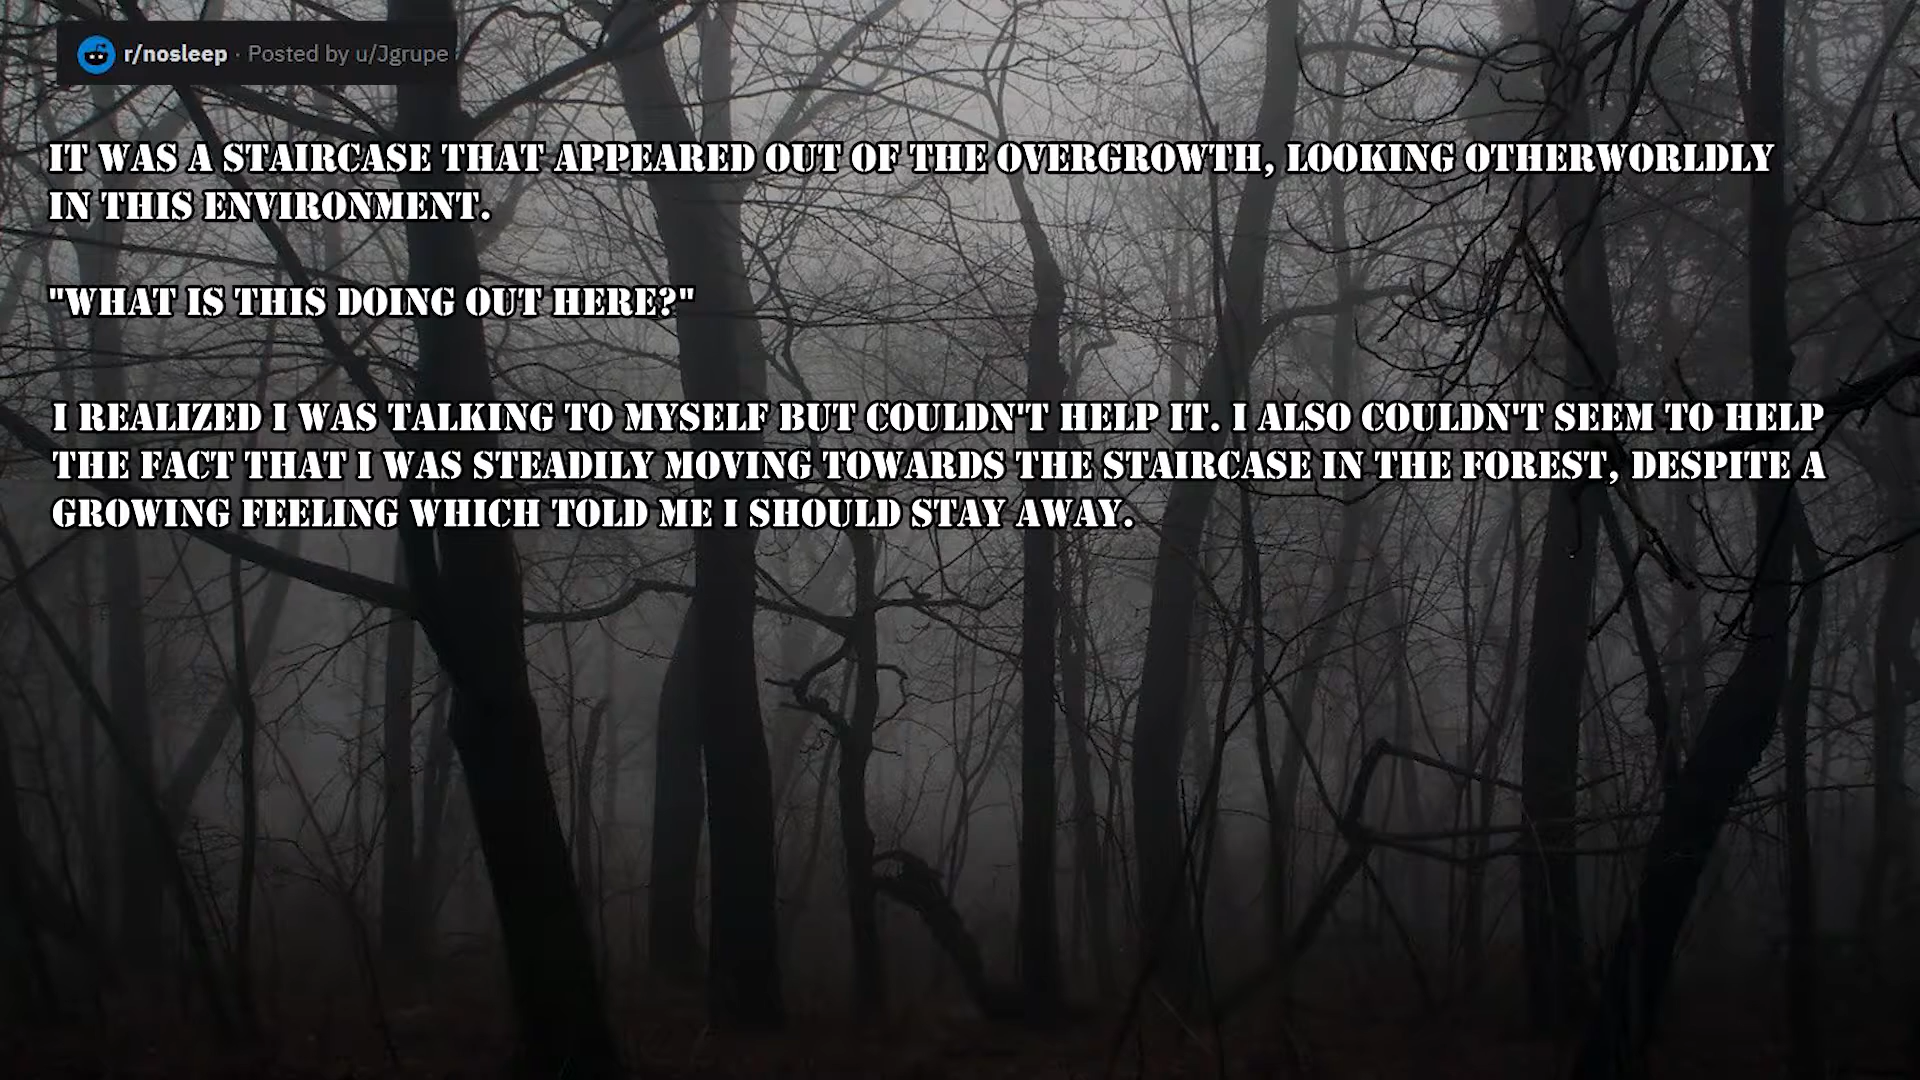 r/nosleep · Posted by u/Jgrupe
IT WAS A STAIRCASE THAT APPEARED OUT OF THE OVERGROWTH, LOOKING OTHERWORLDLY
IN THIS ENVIRONMENT.
"WHAT IS THIS DOING OUT HERE?"
I REALIZED I WAS TALKING TO MYSELF BUT COULDN'T HELP IT. I ALSO COULDN'T SEEM TO HELP
THE FACT THAT I WAS STEADILY MOVING TOWARDS THE STAIRCASE IN THE FOREST, DESPITE A
GROWING FEELING WHICH TOLD ME I SHOULD STAY AWAY.